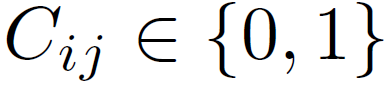 C_{ij} ∈ {0, 1}